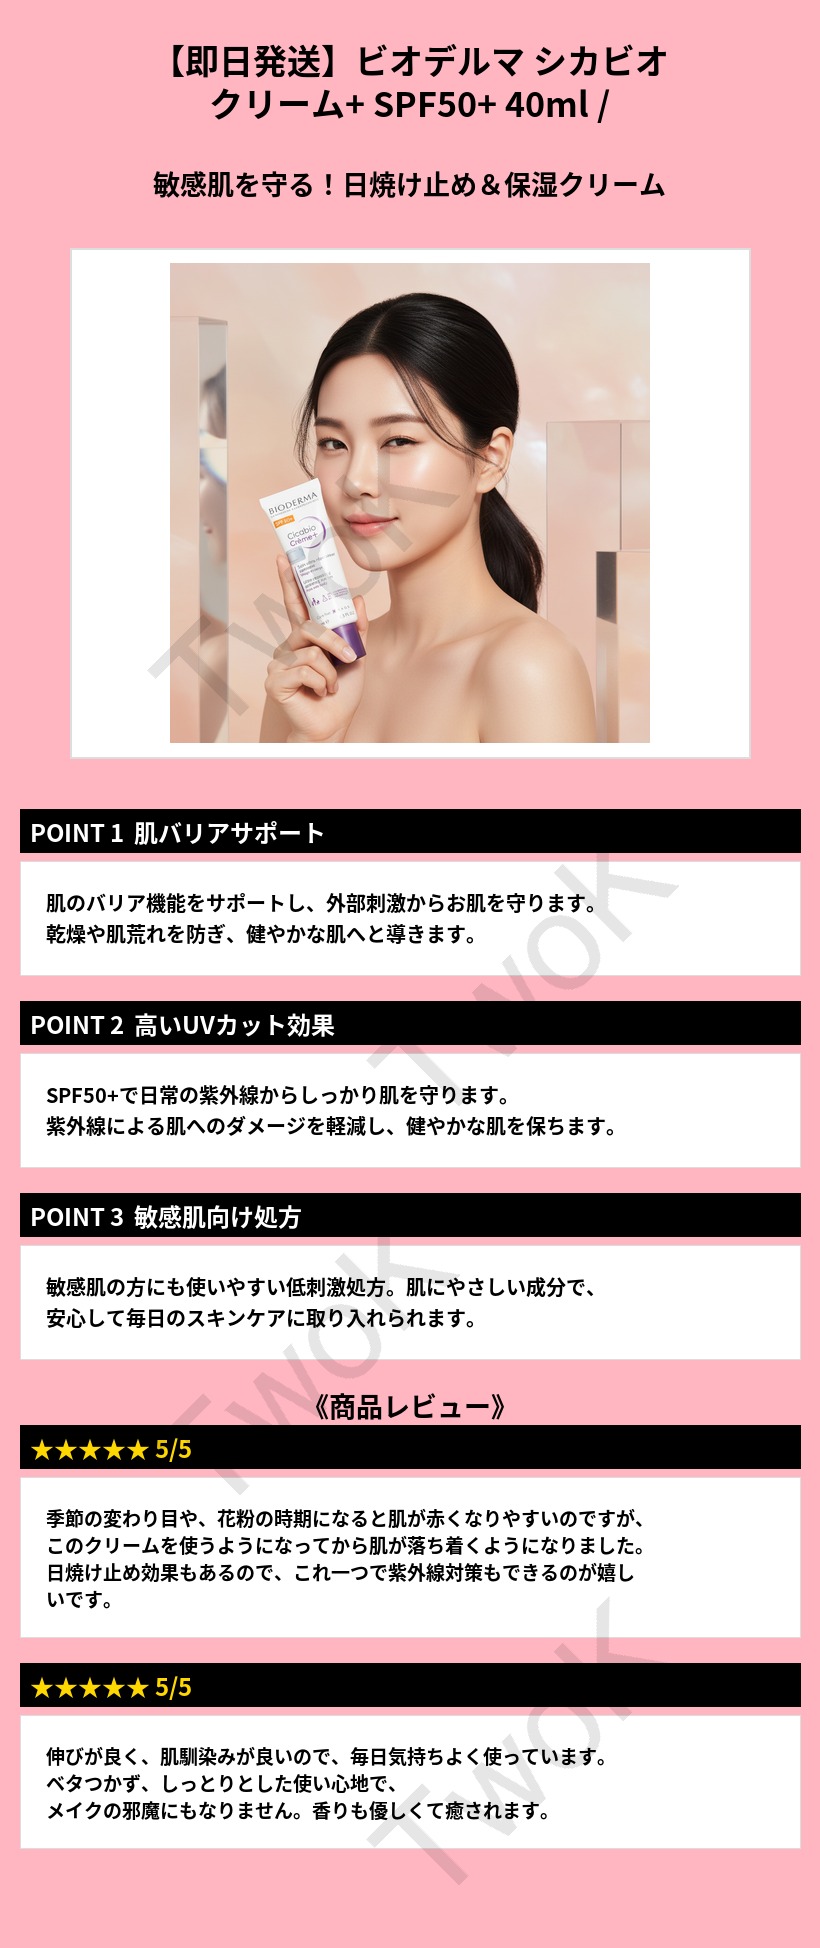 【即日発送】ビオデルマ シカビオ
クリーム+ SPF50+ 40ml /
敏感肌を守る！日焼け止め＆保湿クリーム
BIODERMA
Cicabio
Crème+
TwoK
POINT 1 肌バリアサポート
肌のバリア機能をサポートし、外部刺激からお肌を守ります。
乾燥や肌荒れを防ぎ、健やかな肌へと導きます。
TwoK
POINT 2 高いUVカット効果
SPF50+で日常の紫外線からしっかり肌を守ります。
紫外線による肌へのダメージを軽減し、健やかな肌を保ちます。
POINT 3 敏感肌向け処方
敏感肌の方にも使いやすい低刺激処方。肌にやさしい成分で、
安心して毎日のスキンケアに取り入れられます。
TwoK
《商品レビュー》
★★★★★ 5/5
季節の変わり目や、花粉の時期になると肌が赤くなりやすいのですが、
このクリームを使うようになってから肌が落ち着くようになりました。
日焼け止め効果もあるので、これ一つで紫外線対策もできるのが嬉し
いです。
★★★★★ 5/5
伸びが良く、肌馴染みが良いので、毎日気持ちよく使っています。
ベタつかず、しっとりとした使い心地で、
メイクの邪魔にもなりません。香りも優しくて癒されます。
TwoK